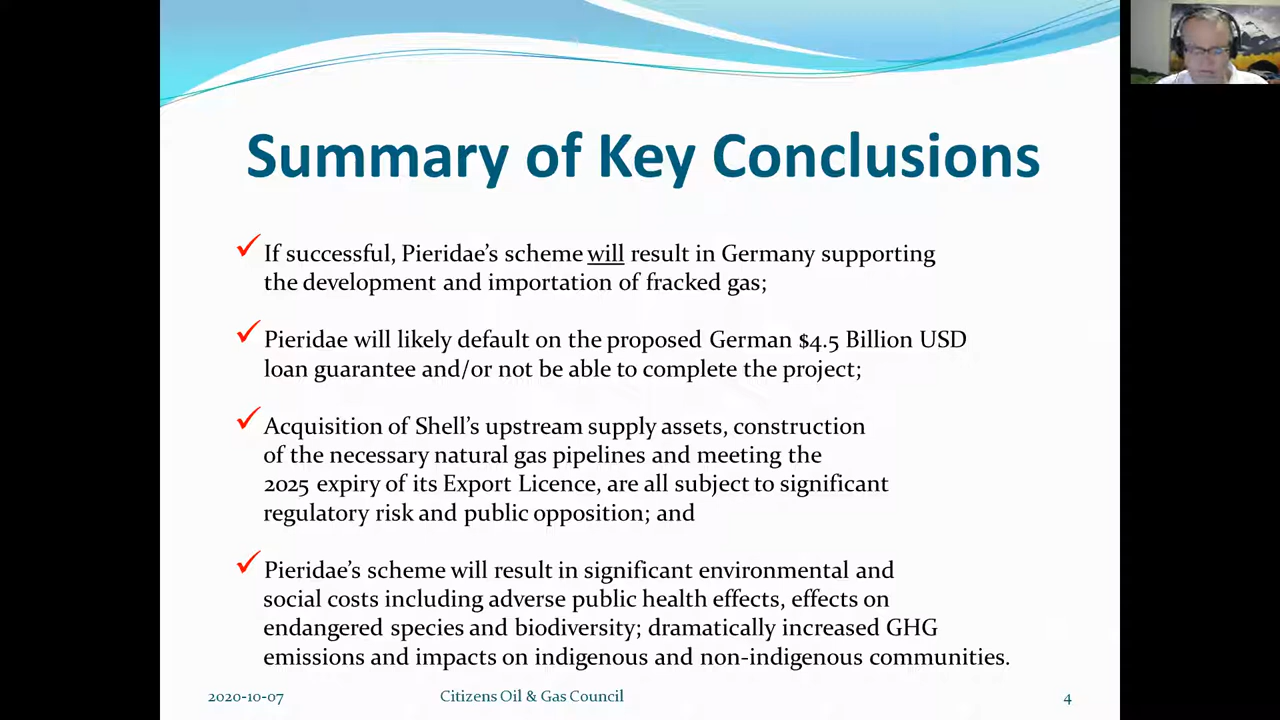 Summary of Key Conclusions
✓ If successful, Pieridae's scheme will result in Germany supporting
the development and importation of fracked gas;
✓ Pieridae will likely default on the proposed German $4.5 Billion USD
loan guarantee and/or not be able to complete the project;
✓ Acquisition of Shell's upstream supply assets, construction
of the necessary natural gas pipelines and meeting the
2025 expiry of its Export Licence, are all subject to significant
regulatory risk and public opposition; and
✓ Pieridae's scheme will result in significant environmental and
social costs including adverse public health effects, effects on
endangered species and biodiversity; dramatically increased GHG
emissions and impacts on indigenous and non-indigenous communities.
2020-10-07 Citizens Oil & Gas Council 4